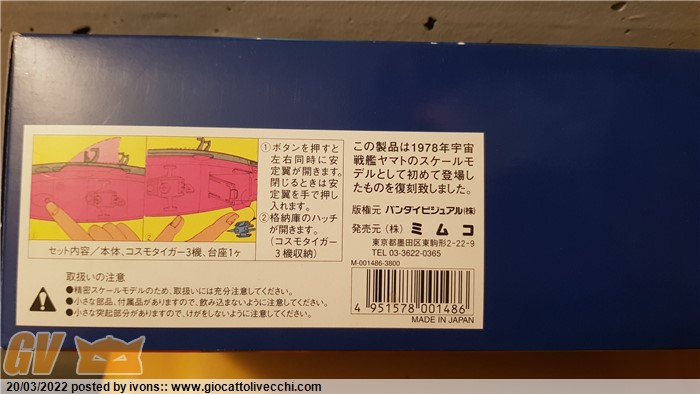 ①ボタンを押すと
左右同時に安
定翼が開きます。
閉じるときは安
定翼を手で押し
入れます。
②格納庫のハッチ
が開きます。
(コスモタイガー
3機収納)
セット内容/本体、コスモタイガー3機、台座1ヶ
この製品は1978年宇宙
戦艦ヤマトのスケールモ
デルとして初めて登場し
たものを復刻致しました。
版権元 バンダイビジュアル(株)
発売元(株)ミムコ
東京都墨田区東駒形2-22-9
TEL 03-3622-0365
M-001486-3800
取扱いの注意
●精密スケールモデルのため、取扱いには充分注意してください。
●小さな部品、付属品がありますので、飲み込まないように注意してください。
●小さな突起部分がありますので、けがをしないように注意してください。
4 951578 001486
MADE IN JAPAN
GV
20/03/2022 posted by ivons:: www.giocattolivecchi.com